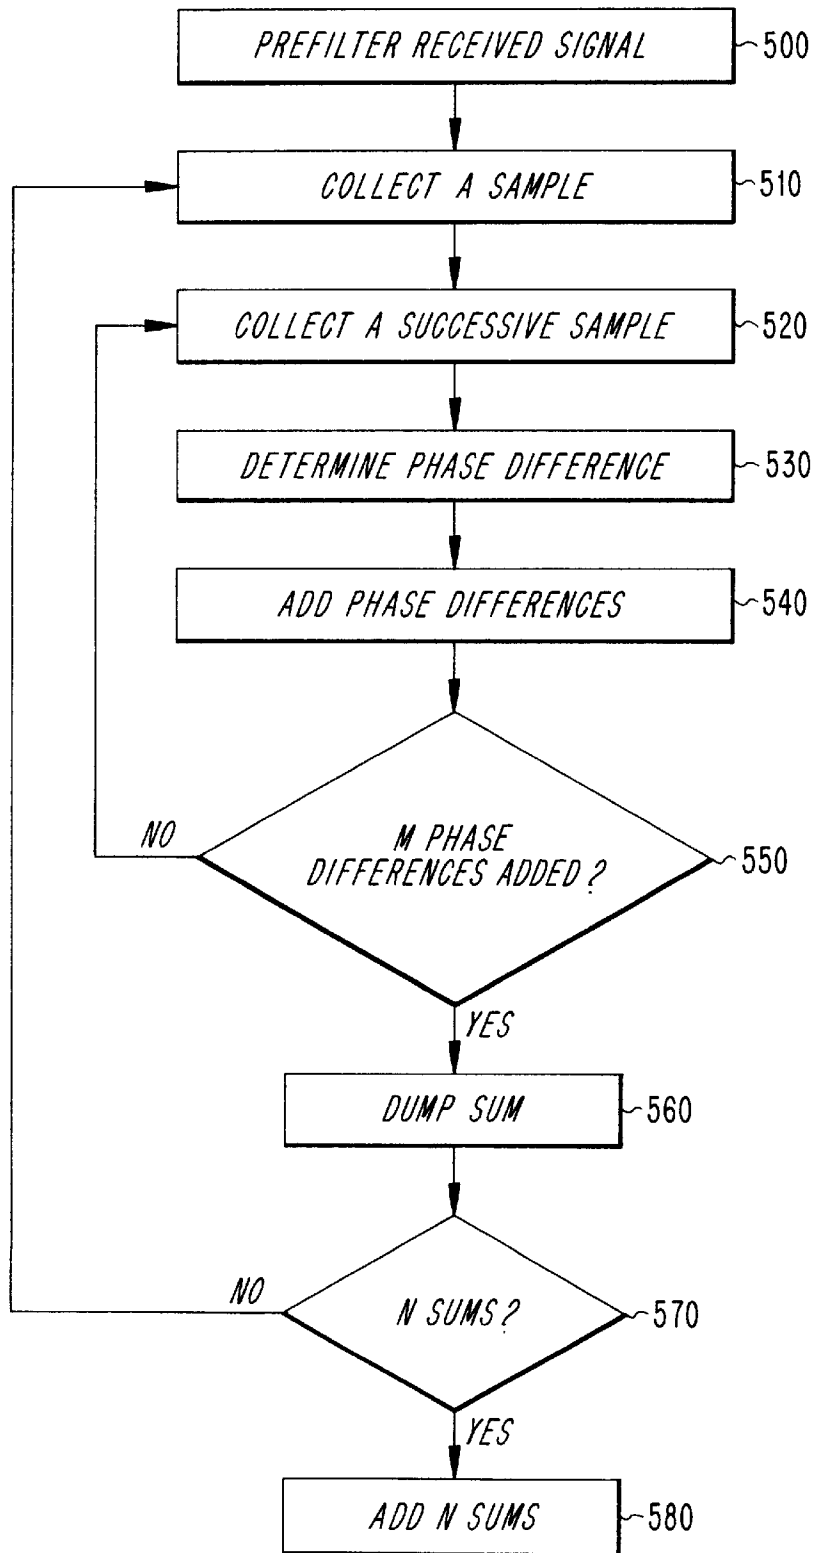 PREFILTER RECEIVED SIGNAL 500
COLLECT A SAMPLE 510
COLLECT A SUCCESSIVE SAMPLE 520
DETERMINE PHASE DIFFERENCE 530
ADD PHASE DIFFERENCES 540
NO
M PHASE
DIFFERENCES ADDED? 550
YES
DUMP SUM 560
NO
N SUMS? 570
YES
ADD N SUMS 580